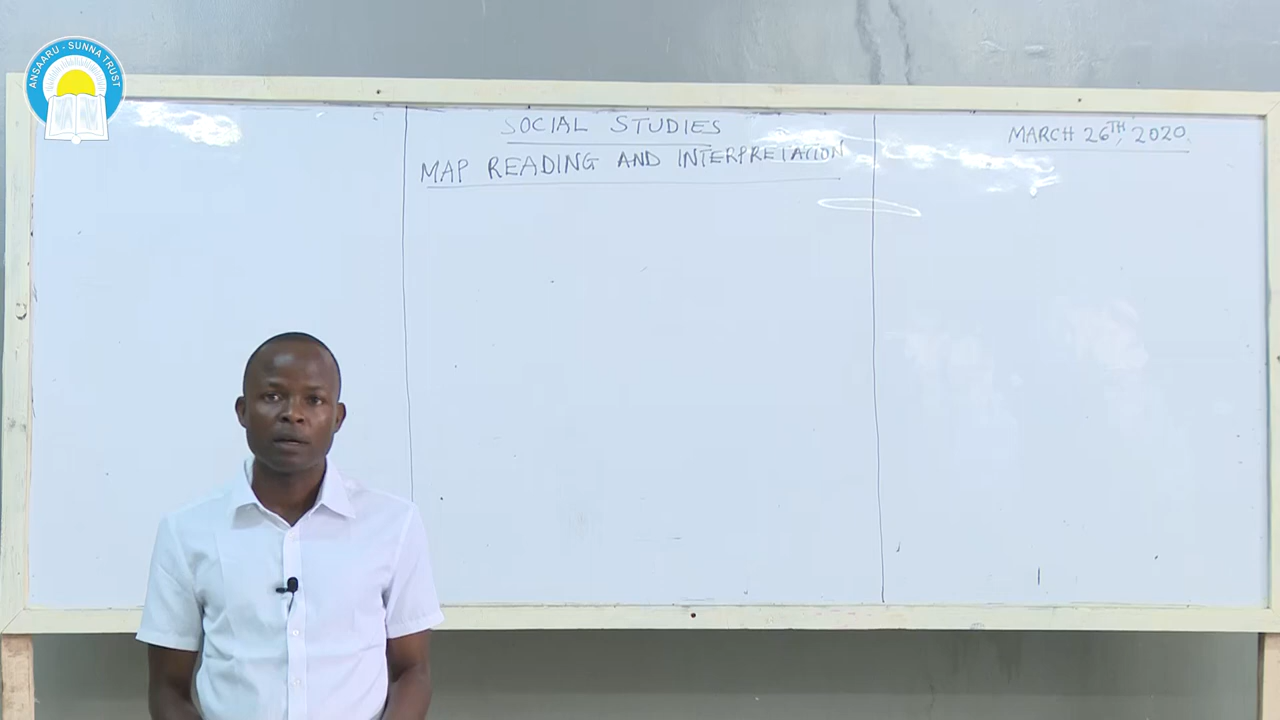 ANSAARU - SUNNA TRUST
SOCIAL STUDIES
MAP READING AND INTERPRETATION
MARCH 26TH, 2020.